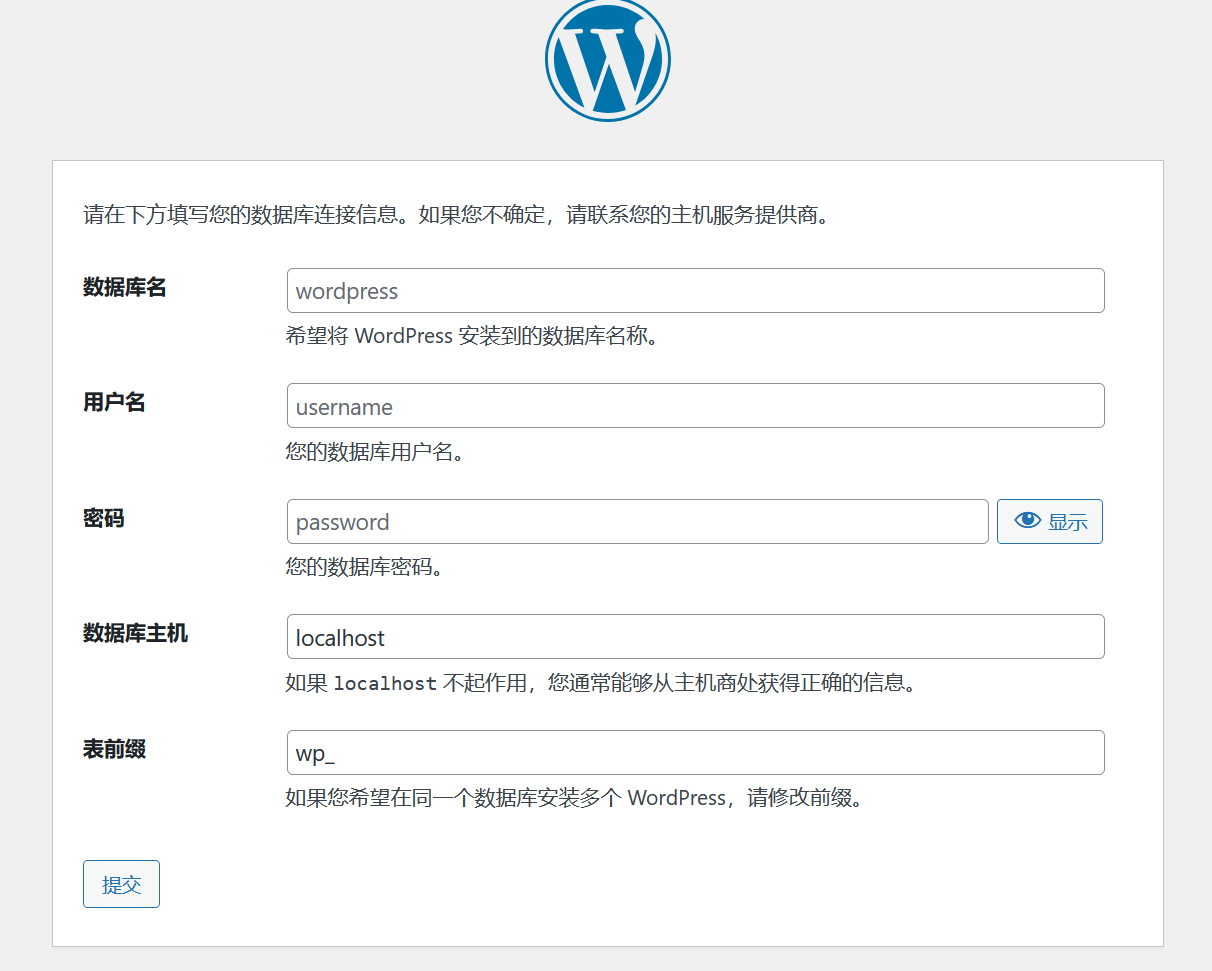 请在下方填写您的数据库连接信息。如果您不确定，请联系您的主机服务提供商。
数据库名
wordpress
希望将 WordPress 安装到的数据库名称。
用户名
username
您的数据库用户名。
密码
password
显示
您的数据库密码。
数据库主机
localhost
如果 localhost 不起作用，您通常能够从主机商处获得正确的信息。
表前缀
wp_
如果您希望在同一个数据库安装多个 WordPress，请修改前缀。
提交